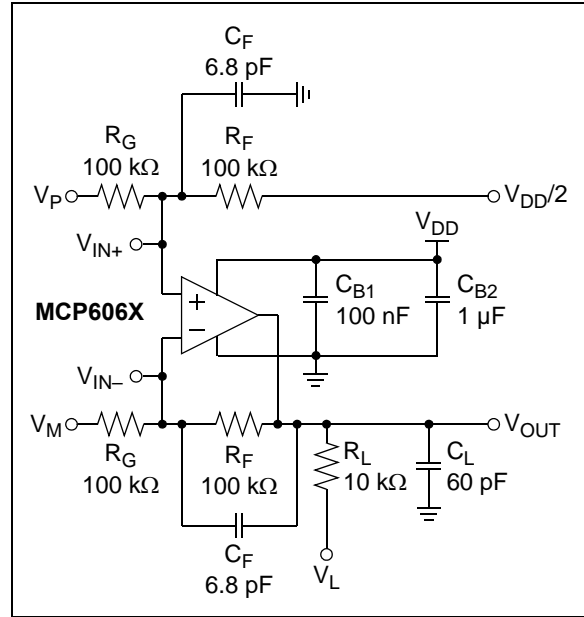 C_F
6.8 pF
R_G
100 kΩ
R_F
100 kΩ
V_P
V_DD/2
V_IN+
V_DD
MCP606X
+
−
C_B1
100 nF
C_B2
1 µF
V_IN–
V_M
V_OUT
R_G
100 kΩ
R_F
100 kΩ
R_L
10 kΩ
C_L
60 pF
C_F
6.8 pF
V_L